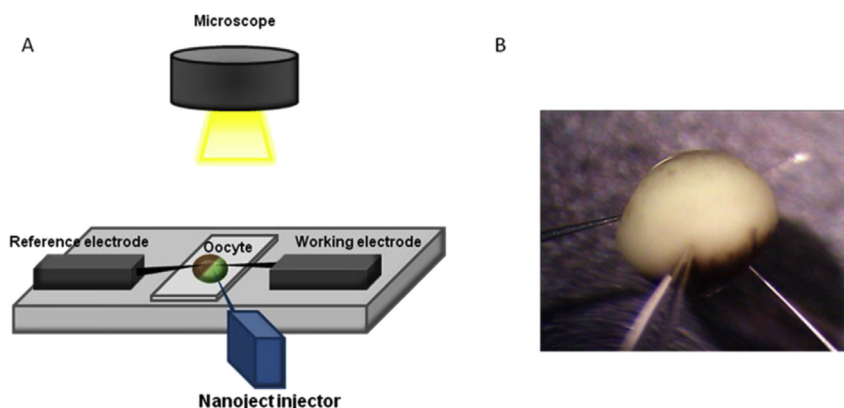 Microscope
A
B
Reference electrode
Oocyte
Working electrode
Nanoject injector